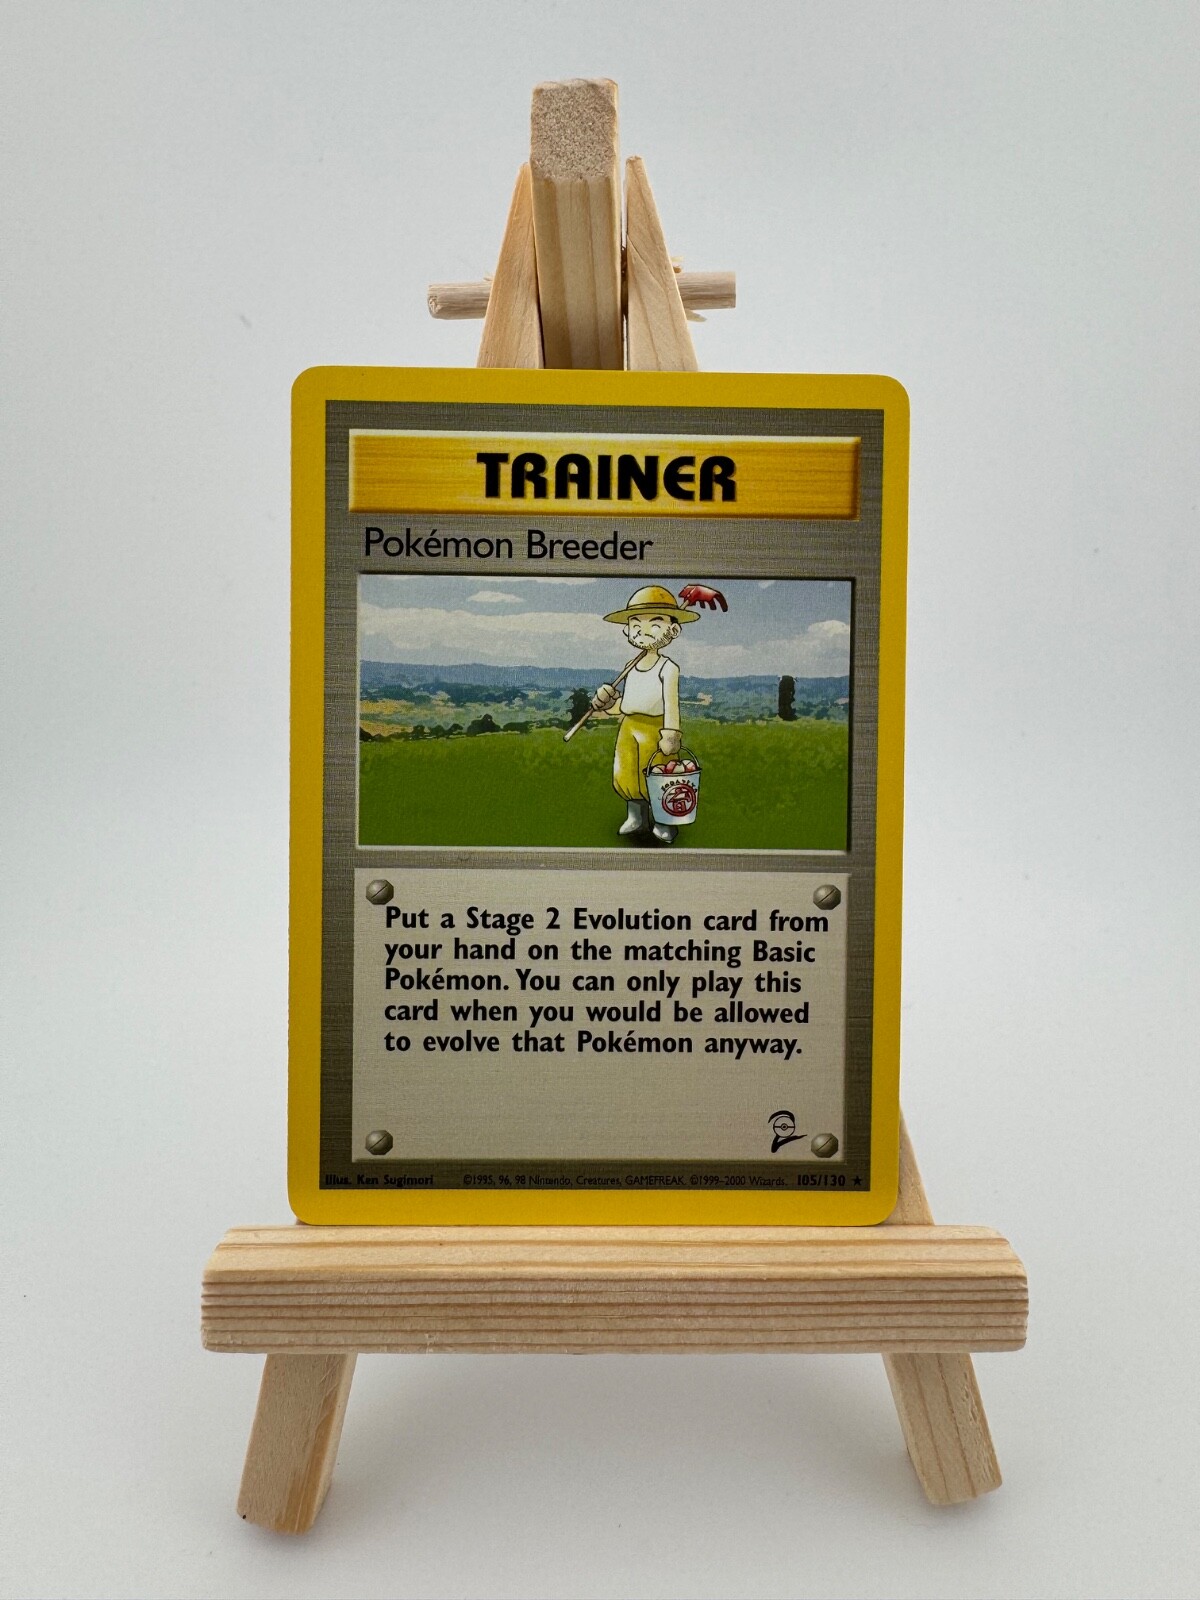 TRAINER
Pokémon Breeder
Put a Stage 2 Evolution card from
your hand on the matching Basic
Pokémon. You can only play this
card when you would be allowed
to evolve that Pokémon anyway.
Illus. Ken Sugimori ©1995, 96, 98 Nintendo, Creatures, GAMEFREAK. ©1999-2000 Wizards. 105/130 ★